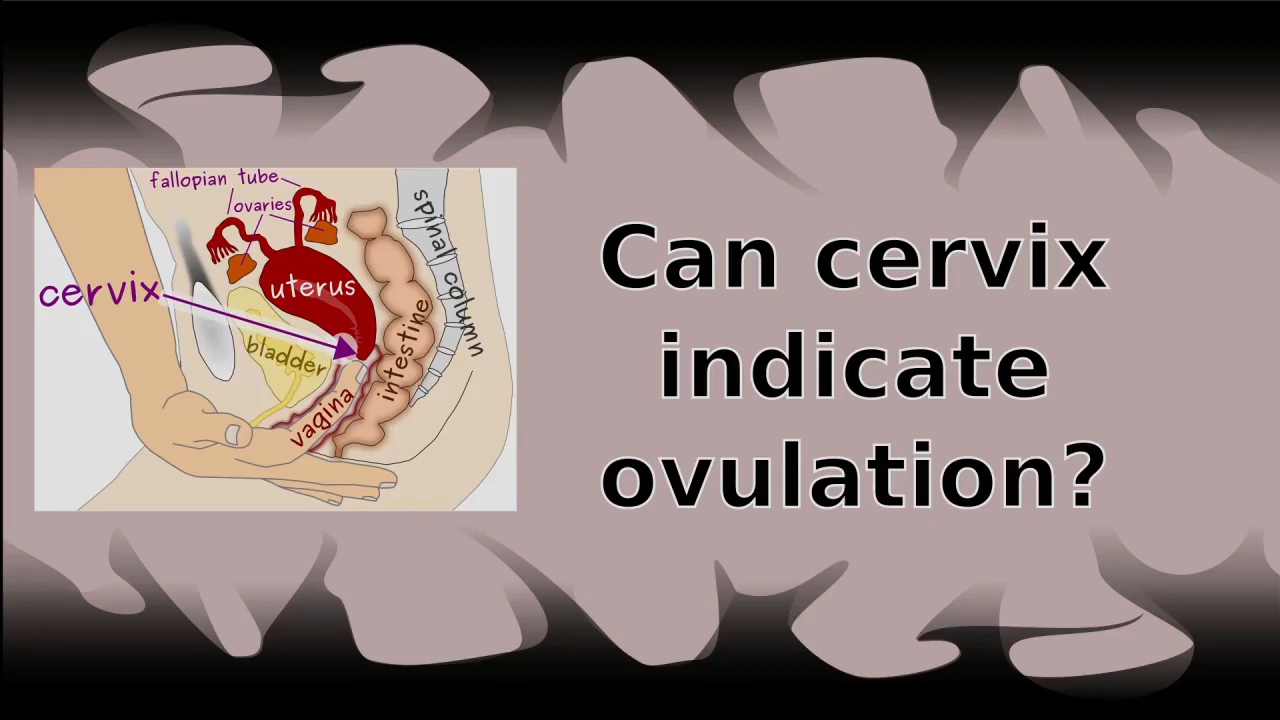 fallopian tube
ovaries
cervix
uterus
bladder
vagina
intestine
spinal column
Can cervix
indicate
ovulation?